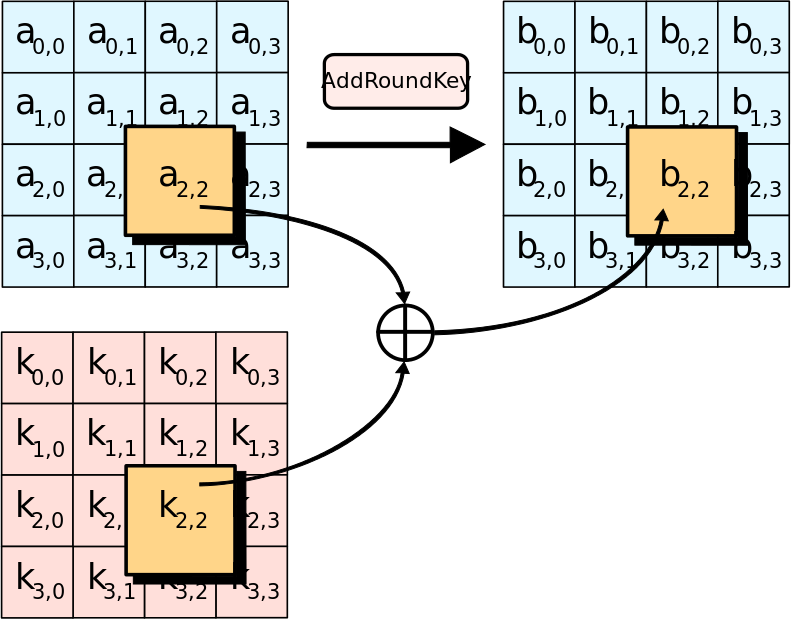 a0,0 a0,1 a0,2 a0,3
a1,0 a1,1 a1,2 a1,3
a2,0 a2, a2,2 a2,3
a3,0 a3,1 a3,2 a3,3
AddRoundKey
b0,0 b0,1 b0,2 b0,3
b1,0 b1,1 b1,2 b1,3
b2,0 b2, b2,2 b2,3
b3,0 b3,1 b3,2 b3,3
k0,0 k0,1 k0,2 k0,3
k1,0 k1,1 k1,2 k1,3
k2,0 k2, k2,2 k2,3
k3,0 k3,1 k3,2 k3,3